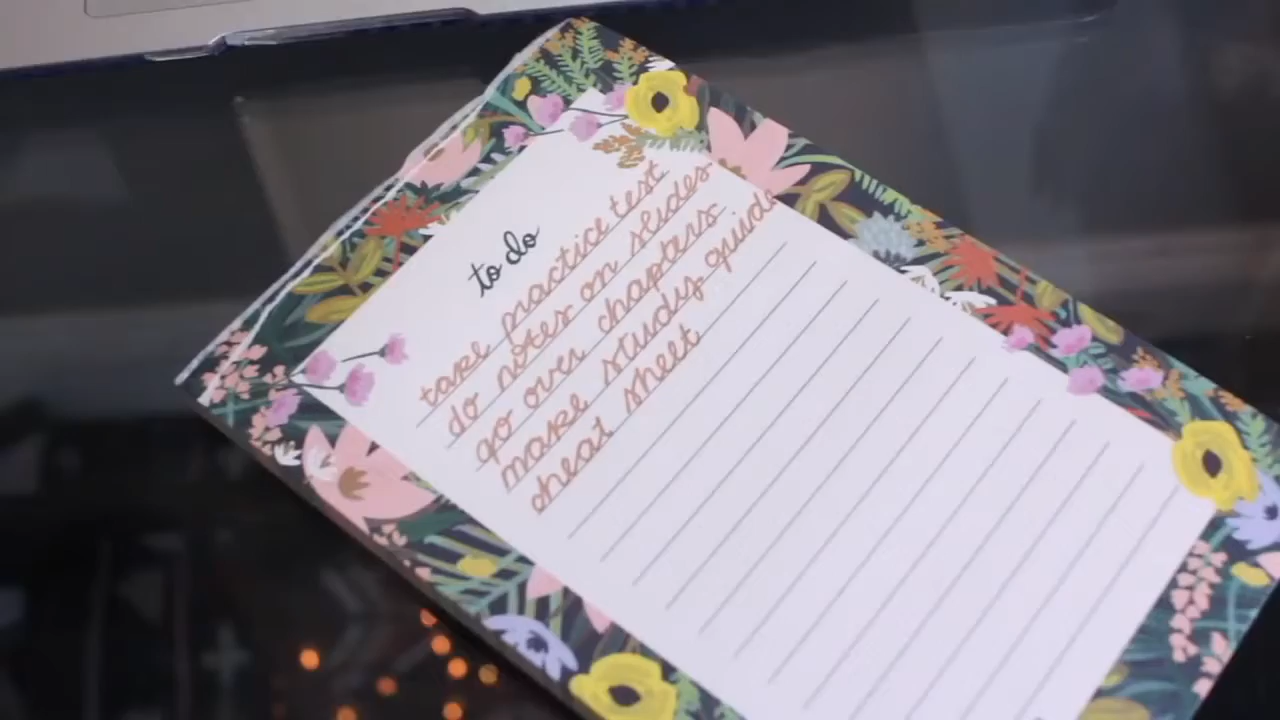 to do
take practice test
do notes on slides
go over chapters
make study guide
cheat sheet